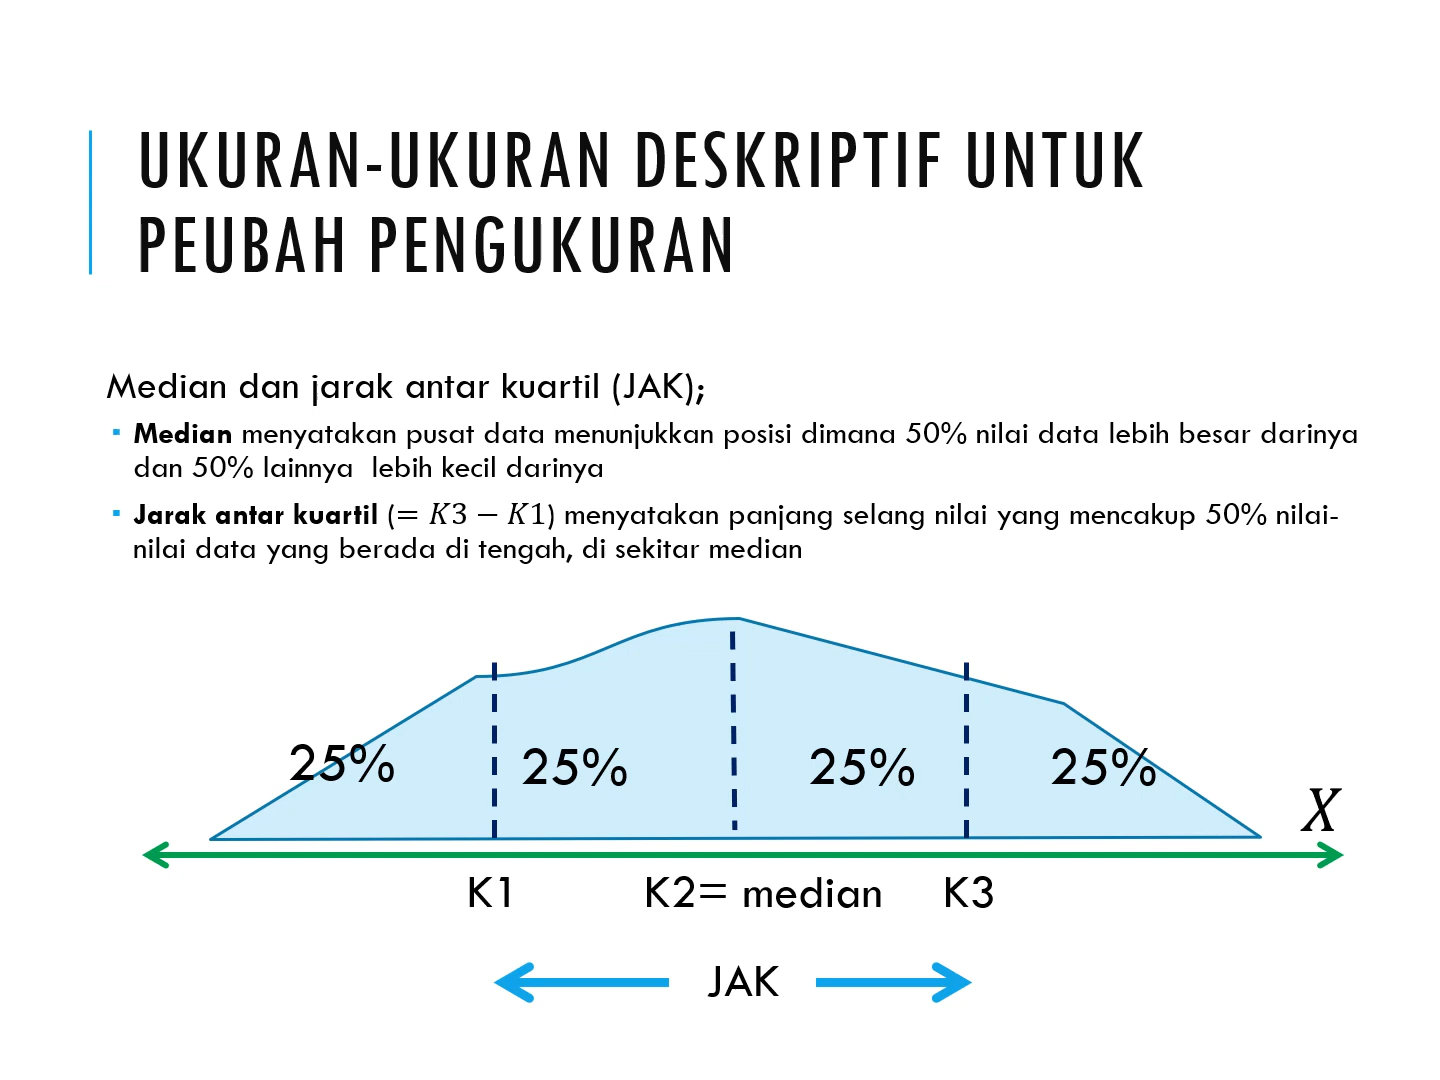 UKURAN-UKURAN DESKRIPTIF UNTUK
PEUBAH PENGUKURAN
Median dan jarak antar kuartil (JAK);
▪ Median menyatakan pusat data menunjukkan posisi dimana 50% nilai data lebih besar darinya
dan 50% lainnya lebih kecil darinya
▪ Jarak antar kuartil (= K3 − K1) menyatakan panjang selang nilai yang mencakup 50% nilai-
nilai data yang berada di tengah, di sekitar median
25% 25% 25% 25%
X
K1 K2= median K3
JAK